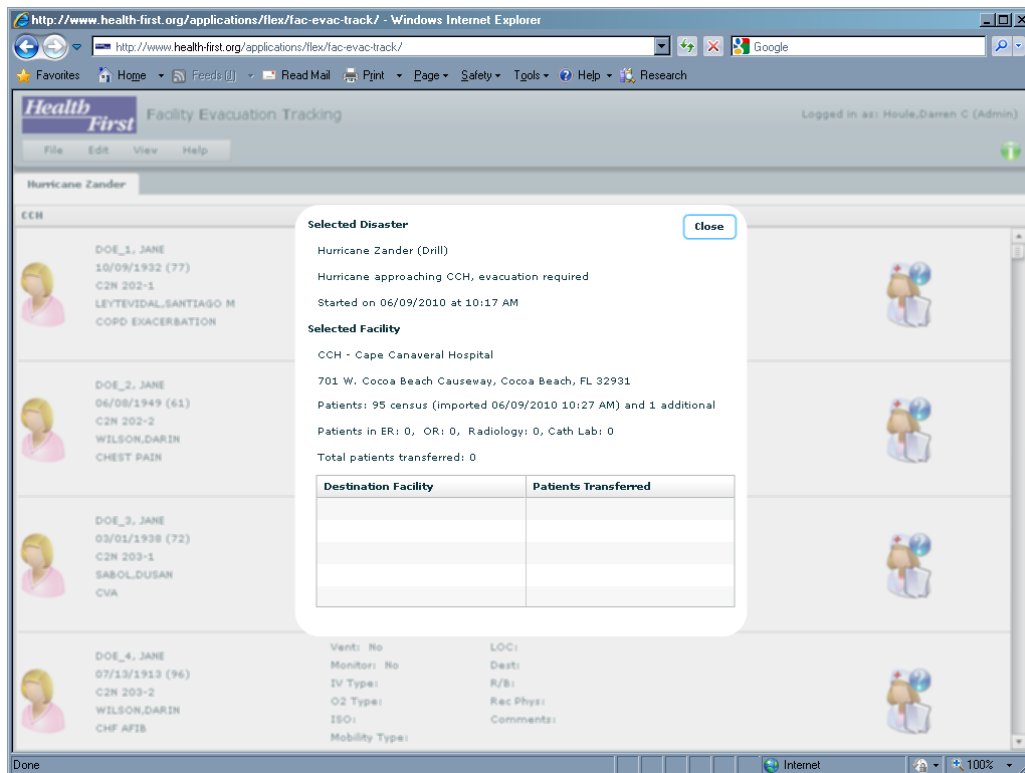 http://www.health-first.org/applications/flex/fac-evac-track/ - Windows Internet Explorer
http://www.health-first.org/applications/flex/fac-evac-track/
Google
Favorites Home Feeds (J) Read Mail Print Page Safety Tools Help Research
Health First
Facility Evacuation Tracking
Logged in as: Houle,Darren C (Admin)
File Edit View Help
Hurricane Zander
CCH
DOE_1, JANE
10/09/1932 (77)
C2N 202-1
LEYTEVIDAL,SANTIAGO M
COPD EXACERBATION
DOE_2, JANE
06/08/1949 (61)
C2N 202-2
WILSON,DARIN
CHEST PAIN
DOE_3, JANE
03/01/1938 (72)
C2N 203-1
SABOL,DUSAN
CVA
DOE_4, JANE
07/13/1913 (96)
C2N 203-2
WILSON,DARIN
CHF AFIB
Vent: No
Monitor: No
IV Type:
O2 Type:
ISO:
Mobility Type:
LOC:
Dest:
R/B:
Rec Phys:
Comments:
Selected Disaster
Close
Hurricane Zander (Drill)
Hurricane approaching CCH, evacuation required
Started on 06/09/2010 at 10:17 AM
Selected Facility
CCH - Cape Canaveral Hospital
701 W. Cocoa Beach Causeway, Cocoa Beach, FL 32931
Patients: 95 census (imported 06/09/2010 10:27 AM) and 1 additional
Patients in ER: 0, OR: 0, Radiology: 0, Cath Lab: 0
Total patients transferred: 0
Destination Facility Patients Transferred
Done
Internet
100%